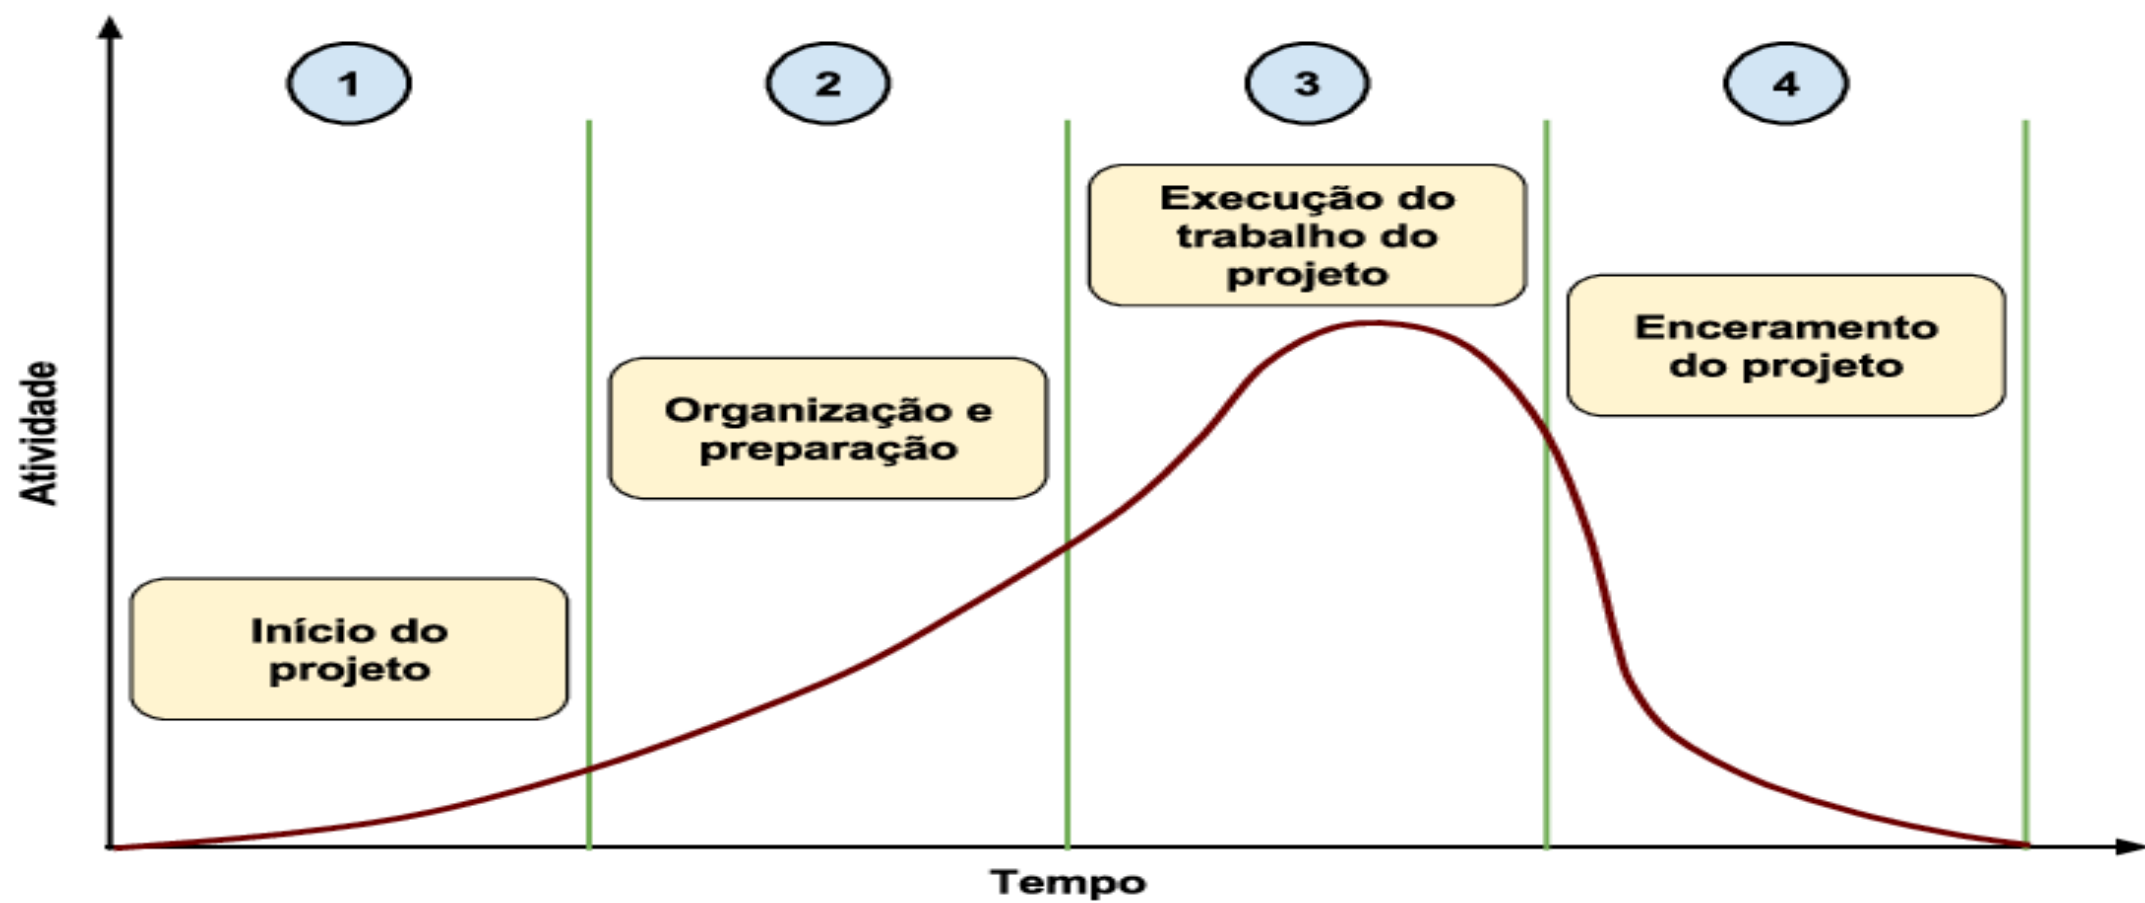 1
2
3
4
Execução do
trabalho do
projeto
Enceramento
do projeto
Organização e
preparação
Início do
projeto
Atividade
Tempo